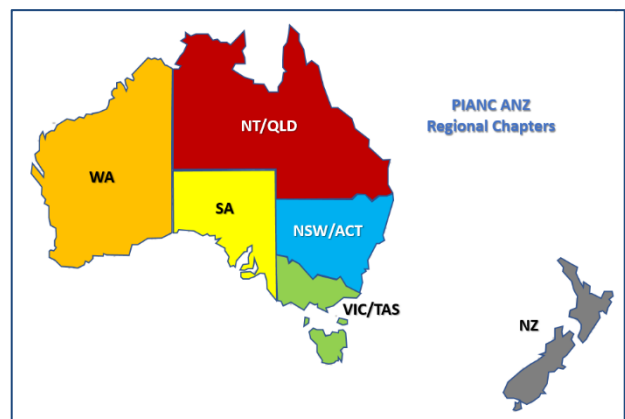 PIANC ANZ
Regional Chapters
NT/QLD
WA
SA
NSW/ACT
VIC/TAS
NZ